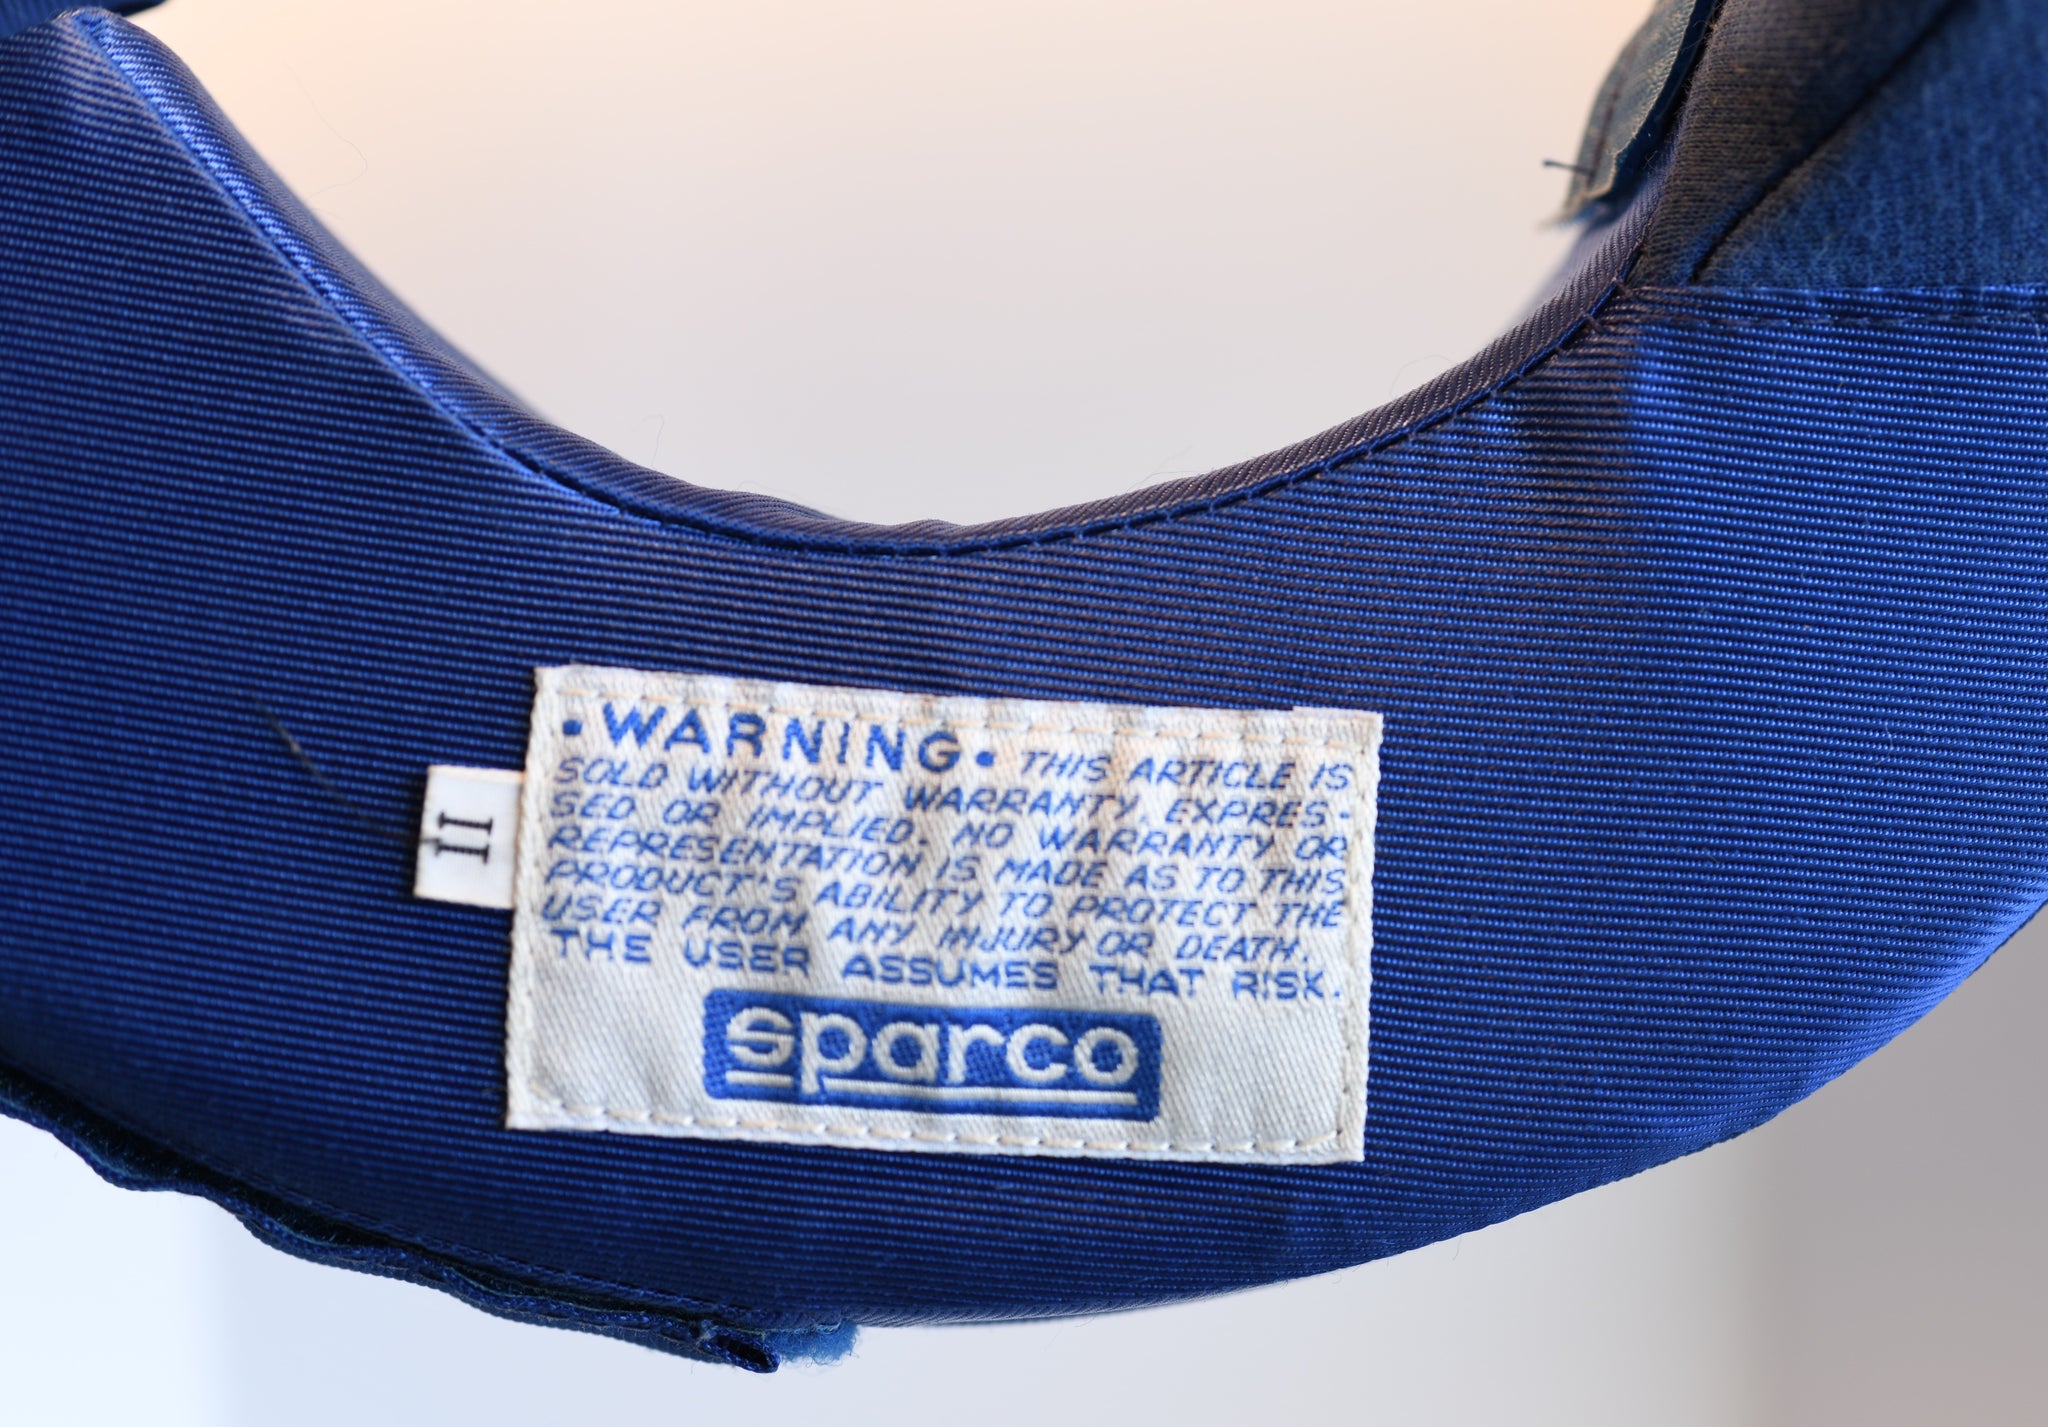 • WARNING • THIS ARTICLE IS
SOLD WITHOUT WARRANTY, EXPRES-
SED OR IMPLIED. NO WARRANTY OR
REPRESENTATION IS MADE AS TO THIS
PRODUCT'S ABILITY TO PROTECT THE
USER FROM ANY INJURY OR DEATH.
THE USER ASSUMES THAT RISK.
sparco
II